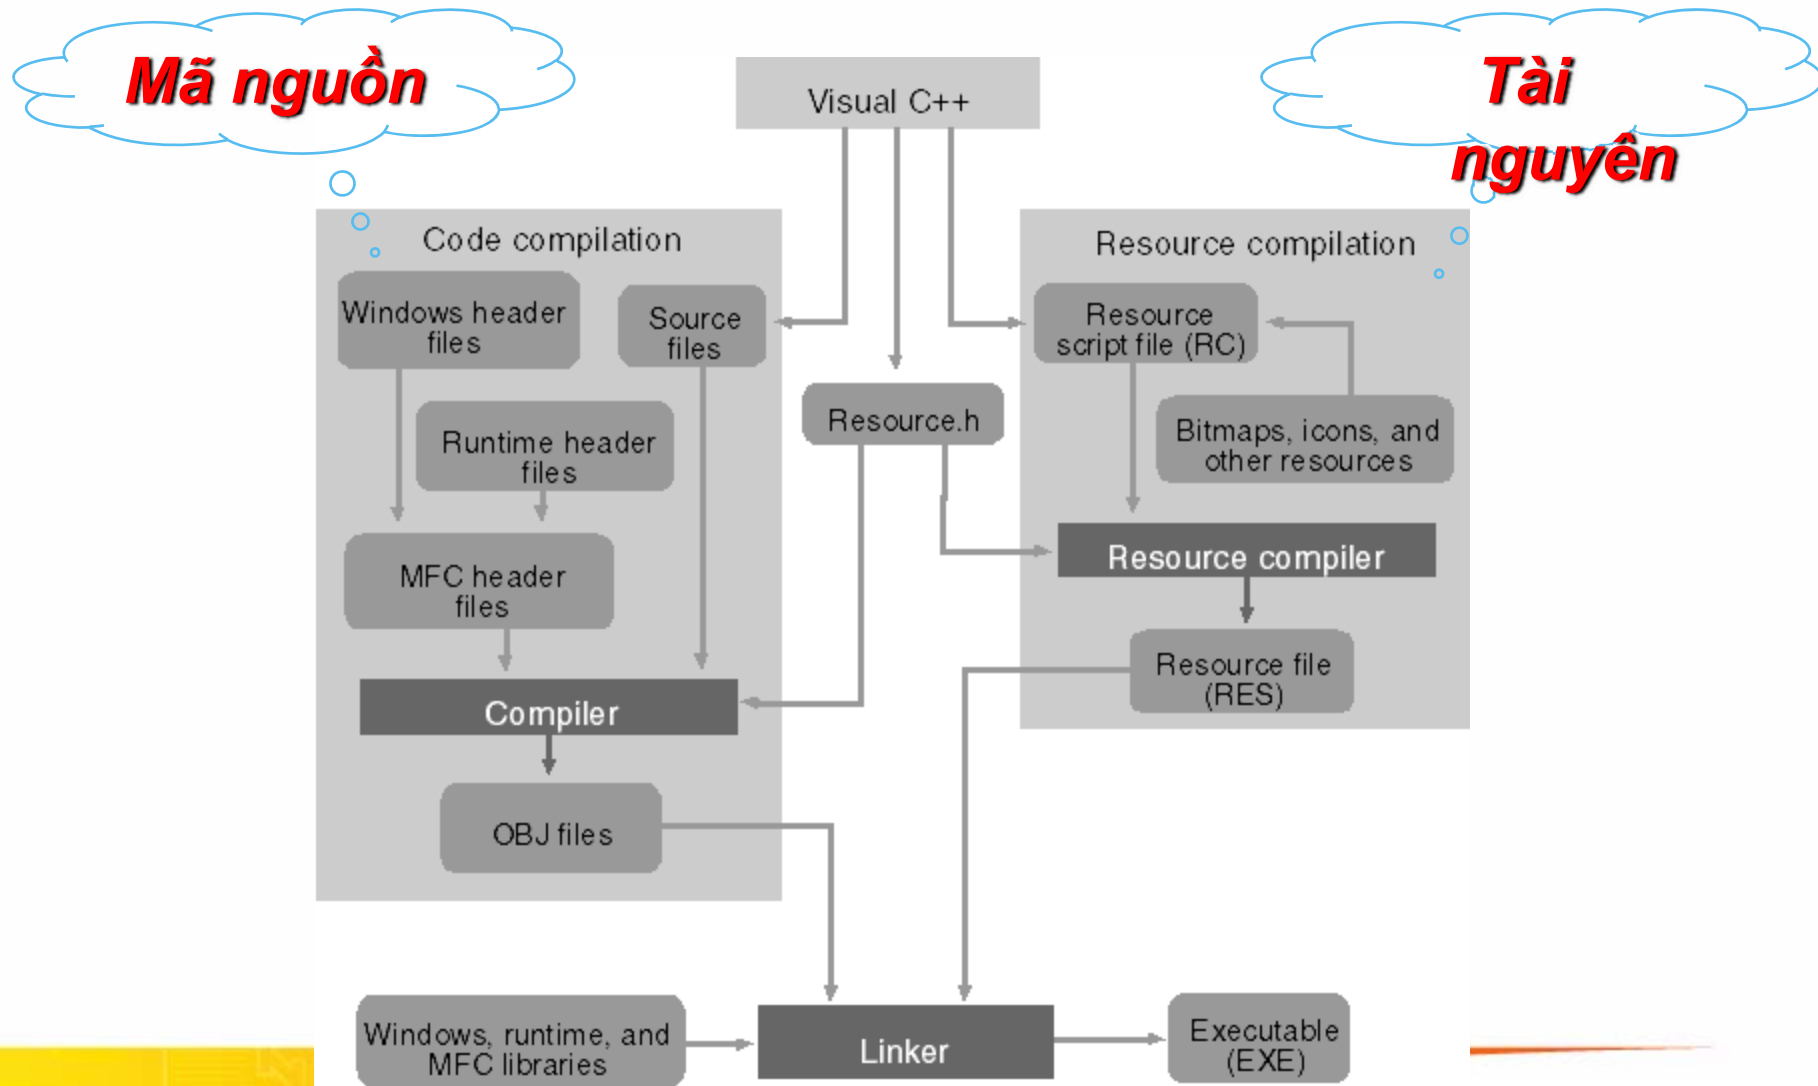 Mã nguồn
Tài
nguyên
Visual C++
Code compilation
Windows header
files
Source
files
Runtime header
files
MFC header
files
Compiler
OBJ files
Resource.h
Resource compilation
Resource
script file (RC)
Bitmaps, icons, and
other resources
Resource compiler
Resource file
(RES)
Windows, runtime, and
MFC libraries
Linker
Executable
(EXE)